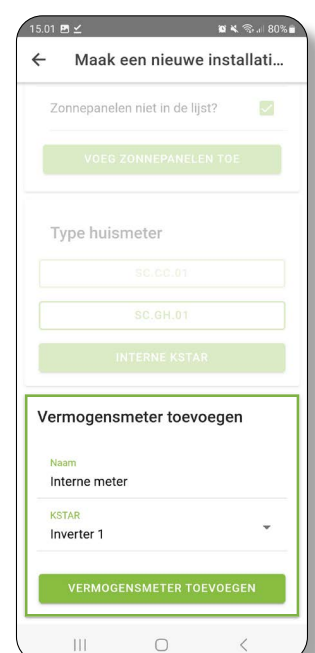 15.01 80%
Maak een nieuwe installati...
Zonnepanelen niet in de lijst?
VOEG ZONNEPANELEN TOE
Type huismeter
SC.CC.01
SC.GH.01
INTERNE KSTAR
Vermogensmeter toevoegen
Naam
Interne meter
KSTAR
Inverter 1
VERMOGENSMETER TOEVOEGEN